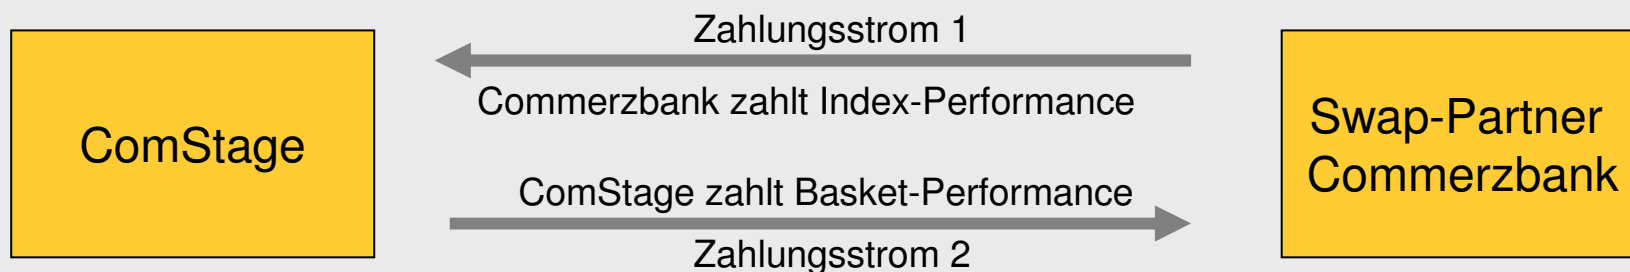 Zahlungsstrom 1
Commerzbank zahlt Index-Performance
ComStage
Swap-Partner
Commerzbank
ComStage zahlt Basket-Performance
Zahlungsstrom 2